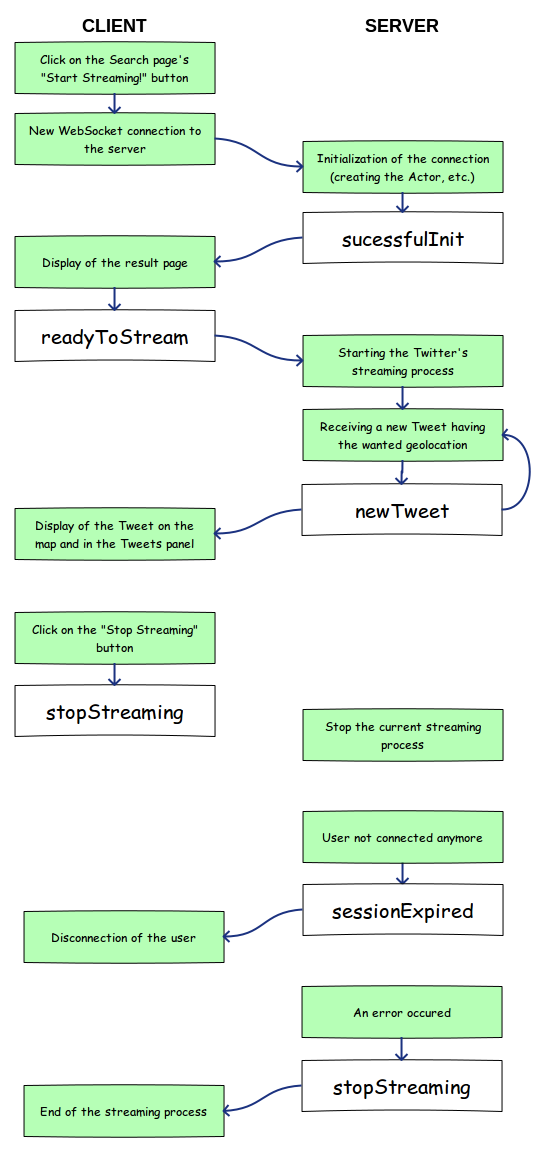 CLIENT
SERVER
Click on the Search page's
"Start Streaming!" button
New WebSocket connection to
the server
Initialization of the connection
(creating the Actor, etc.)
sucessfulInit
Display of the result page
readyToStream
Starting the Twitter's
streaming process
Receiving a new Tweet having
the wanted geolocation
newTweet
Display of the Tweet on the
map and in the Tweets panel
Click on the "Stop Streaming"
button
stopStreaming
Stop the current streaming
process
User not connected anymore
sessionExpired
Disconnection of the user
An error occured
stopStreaming
End of the streaming process